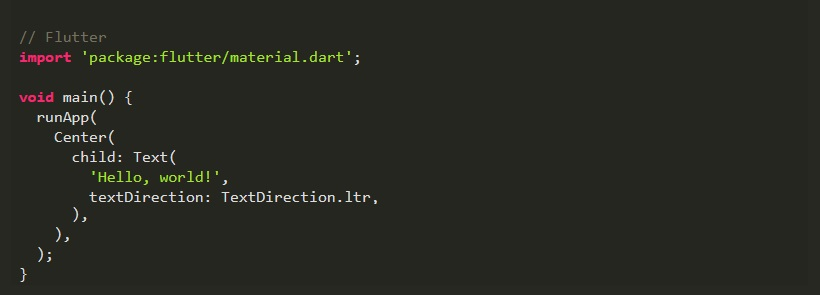 // Flutter
import 'package:flutter/material.dart';
void main() {
  runApp(
    Center(
      child: Text(
        'Hello, world!',
        textDirection: TextDirection.ltr,
      ),
    ),
  );
}